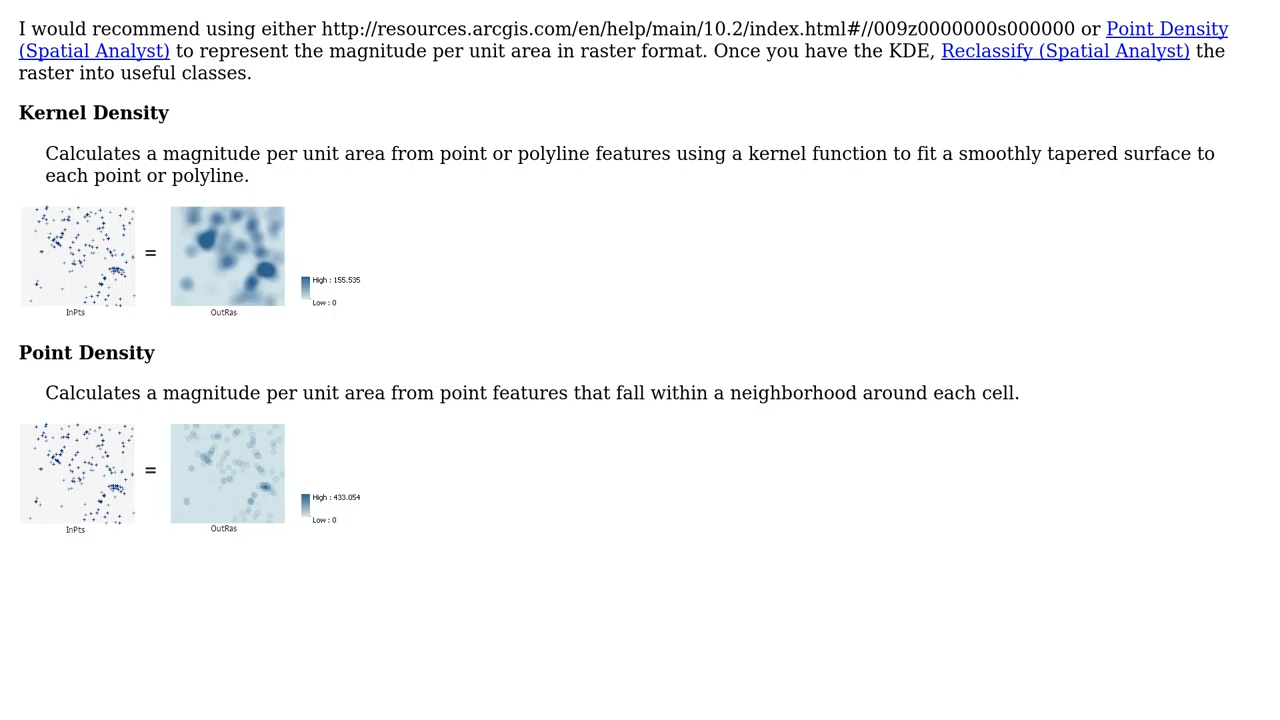 I would recommend using either http://resources.arcgis.com/en/help/main/10.2/index.html#//009z0000000s000000 or Point Density
(Spatial Analyst) to represent the magnitude per unit area in raster format. Once you have the KDE, Reclassify (Spatial Analyst) the
raster into useful classes.
Kernel Density
Calculates a magnitude per unit area from point or polyline features using a kernel function to fit a smoothly tapered surface to
each point or polyline.
=
High : 155.535
Low : 0
InPts
OutRas
Point Density
Calculates a magnitude per unit area from point features that fall within a neighborhood around each cell.
=
High : 433.054
Low : 0
InPts
OutRas